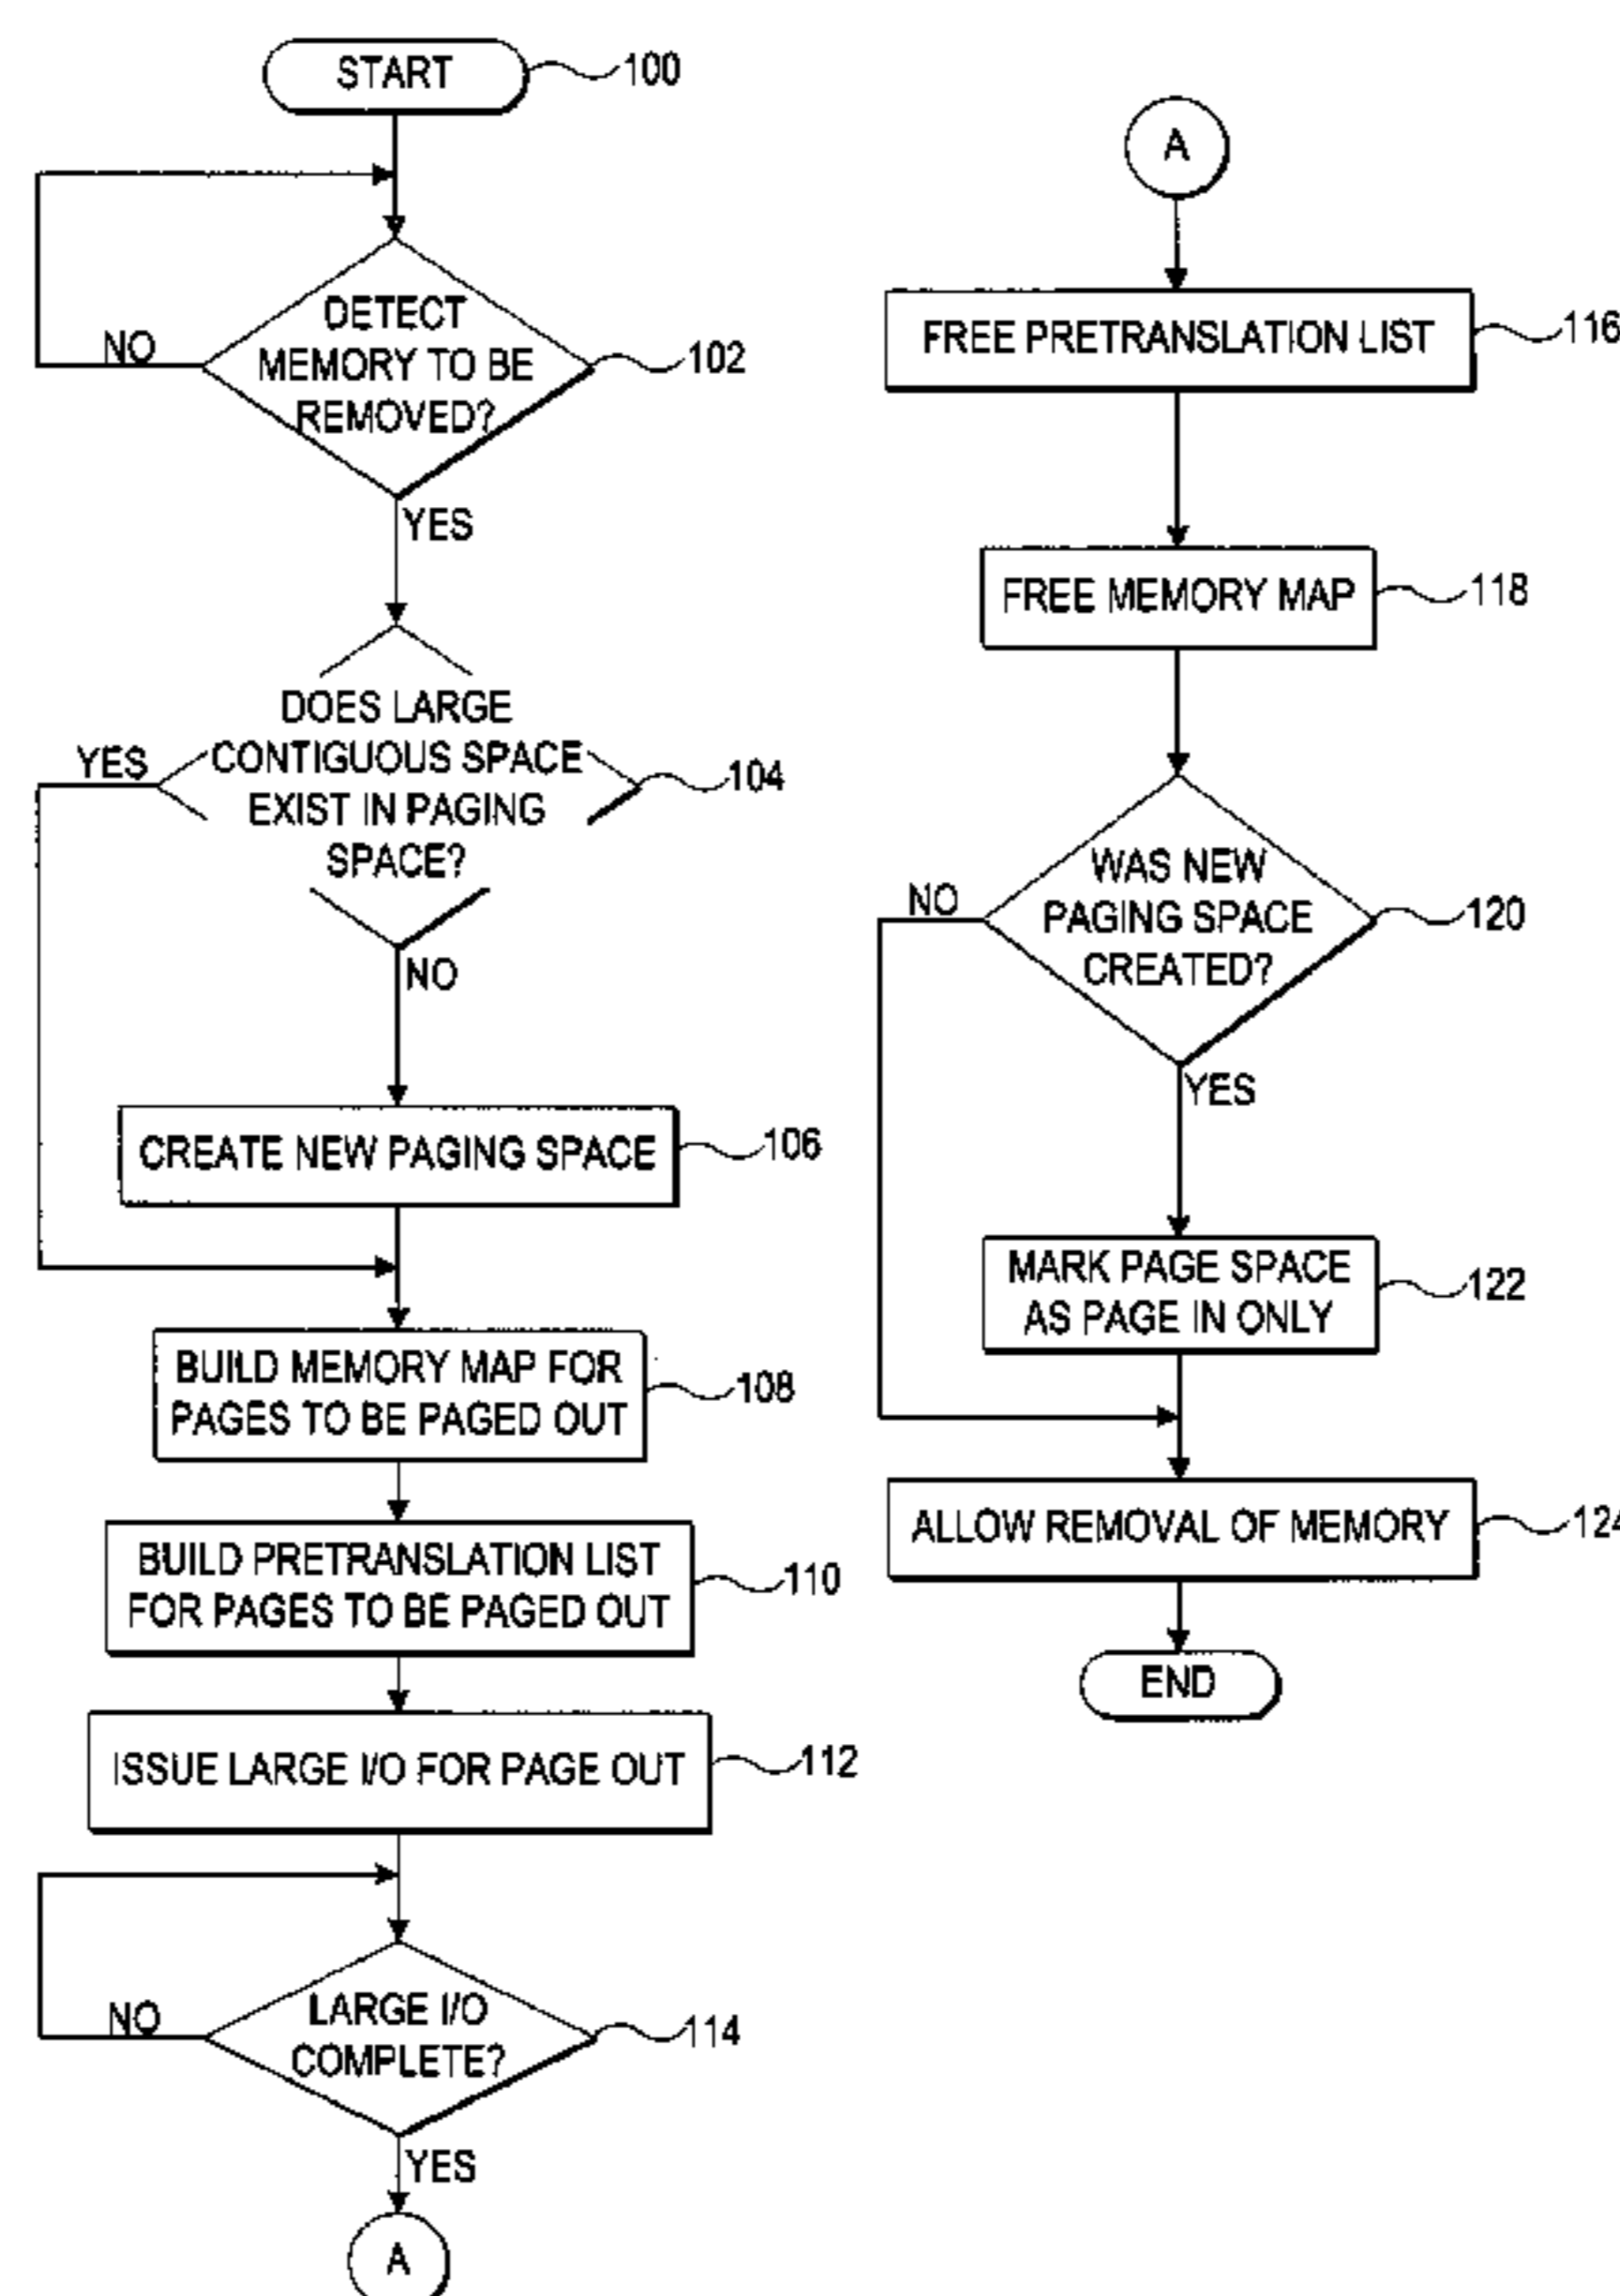 START
100
DETECT
MEMORY TO BE
REMOVED?
102
NO
YES
DOES LARGE
CONTIGUOUS SPACE
EXIST IN PAGING
SPACE?
104
YES
NO
CREATE NEW PAGING SPACE
106
BUILD MEMORY MAP FOR
PAGES TO BE PAGED OUT
108
BUILD PRETRANSLATION LIST
FOR PAGES TO BE PAGED OUT
110
ISSUE LARGE I/O FOR PAGE OUT
112
LARGE I/O
COMPLETE?
114
NO
YES
A
A
FREE PRETRANSLATION LIST
116
FREE MEMORY MAP
118
WAS NEW
PAGING SPACE
CREATED?
120
NO
YES
MARK PAGE SPACE
AS PAGE IN ONLY
122
ALLOW REMOVAL OF MEMORY
124
END